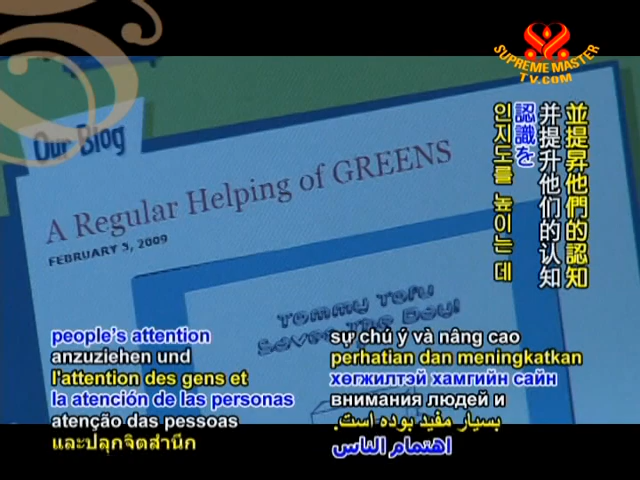 SUPREME MASTER
TV.COM
Our Blog
A Regular Helping of GREENS
FEBRUARY 5, 2009
Tommy Tofu
Saves The Day!
並提昇他們的認知
并提升他们的认知
認識を
인지도를 높이는 데
people's attention
anzuziehen und
l'attention des gens et
la atención de las personas
atenção das pessoas
และปลุกจิตสำนึก
sự chú ý và nâng cao
perhatian dan meningkatkan
хөгжилтэй хамгийн сайн
внимания людей и
بسیار مفید بوده است.
اهتمام الناس